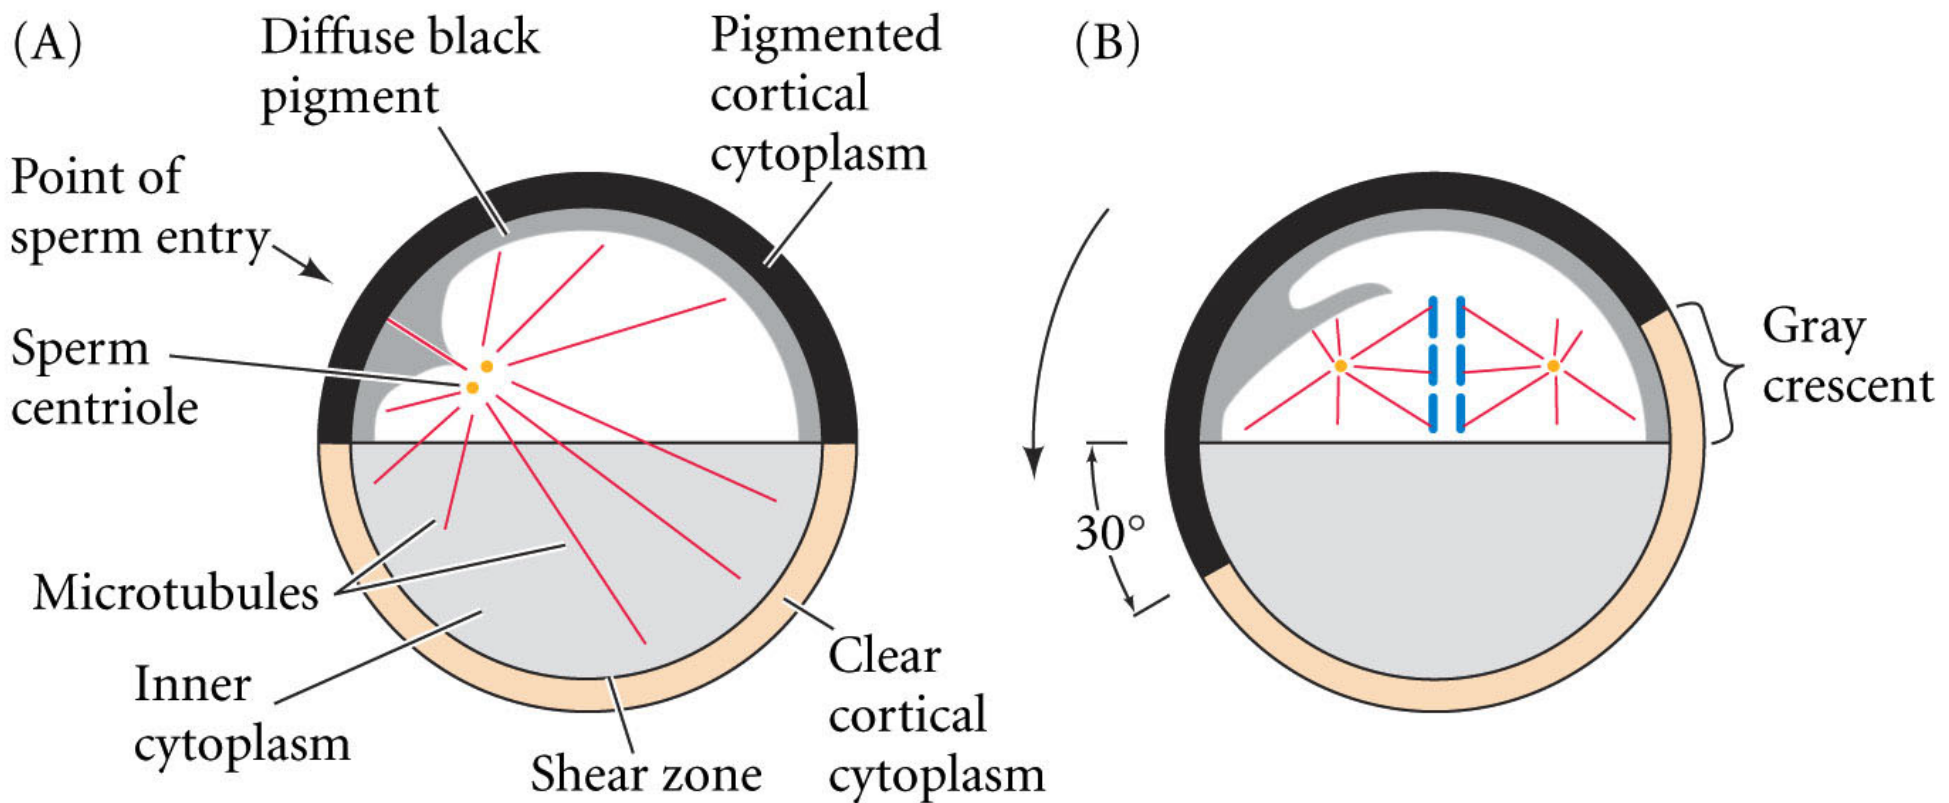 (A)
Diffuse black
pigment
Pigmented
cortical
cytoplasm
Point of
sperm entry
Sperm
centriole
Microtubules
Inner
cytoplasm
Shear zone
Clear
cortical
cytoplasm
(B)
Gray
crescent
30°